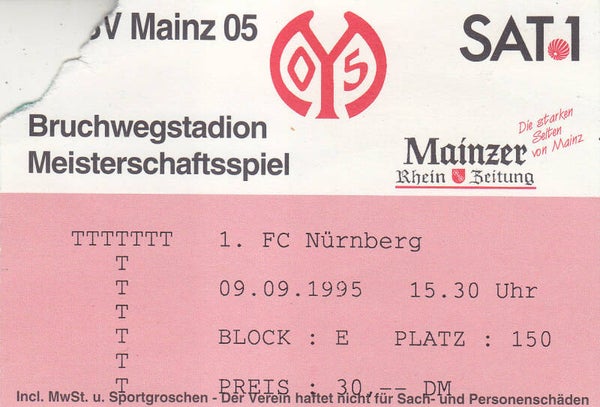 SV Mainz 05
05
SAT.1
Bruchwegstadion
Meisterschaftsspiel
Die starken
Seiten
von Mainz
Mainzer
Rhein Zeitung
TTTTTTT 1. FC Nürnberg
T
T 09.09.1995 15.30 Uhr
T
T BLOCK : E PLATZ : 150
T
T PREIS : 30,-- DM
Incl. MwSt. u. Sportgroschen - Der Verein haftet nicht für Sach- und Personenschäden